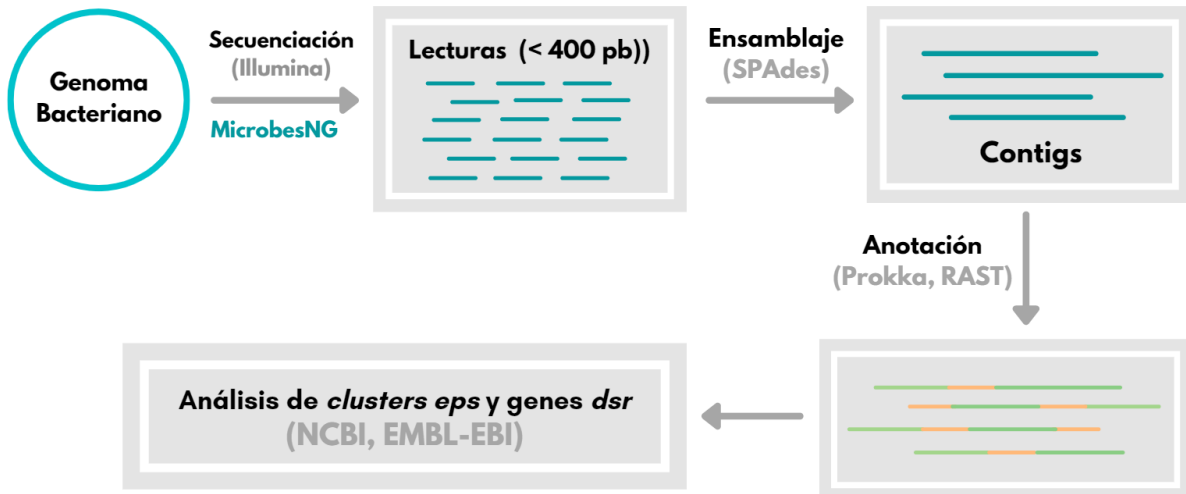 Genoma
Bacteriano
Secuenciación
(Illumina)
MicrobesNG
Lecturas (< 400 pb))
Ensamblaje
(SPAdes)
Contigs
Anotación
(Prokka, RAST)
Análisis de clusters eps y genes dsr
(NCBI, EMBL-EBI)